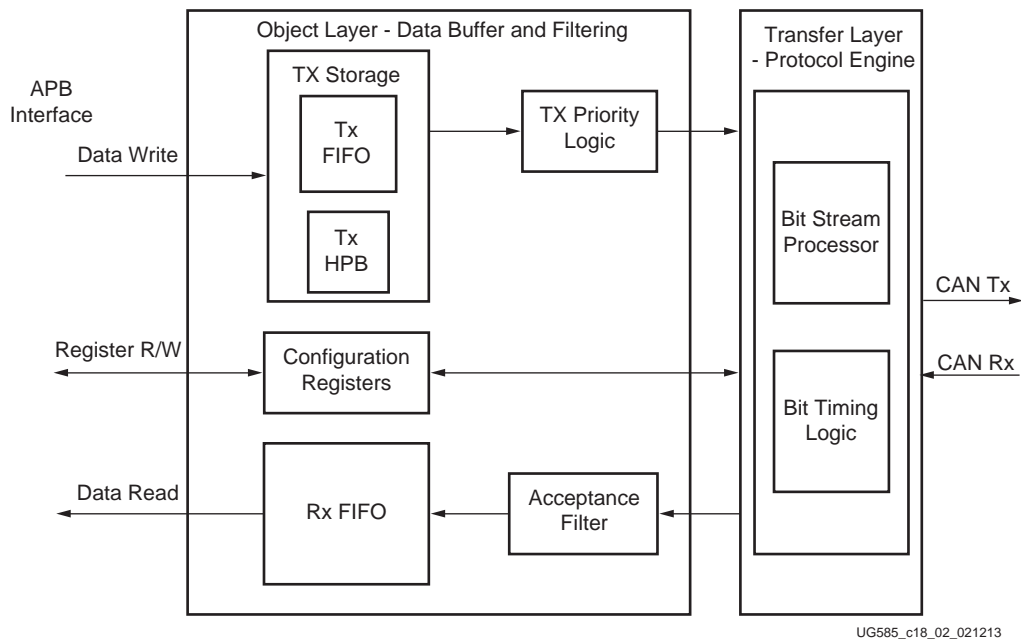 Object Layer - Data Buffer and Filtering
Transfer Layer
- Protocol Engine
APB
Interface
TX Storage
Tx
FIFO
TX Priority
Logic
Data Write
Tx
HPB
Bit Stream
Processor
CAN Tx
Register R/W
Configuration
Registers
CAN Rx
Bit Timing
Logic
Data Read
Rx FIFO
Acceptance
Filter
UG585_c18_02_021213